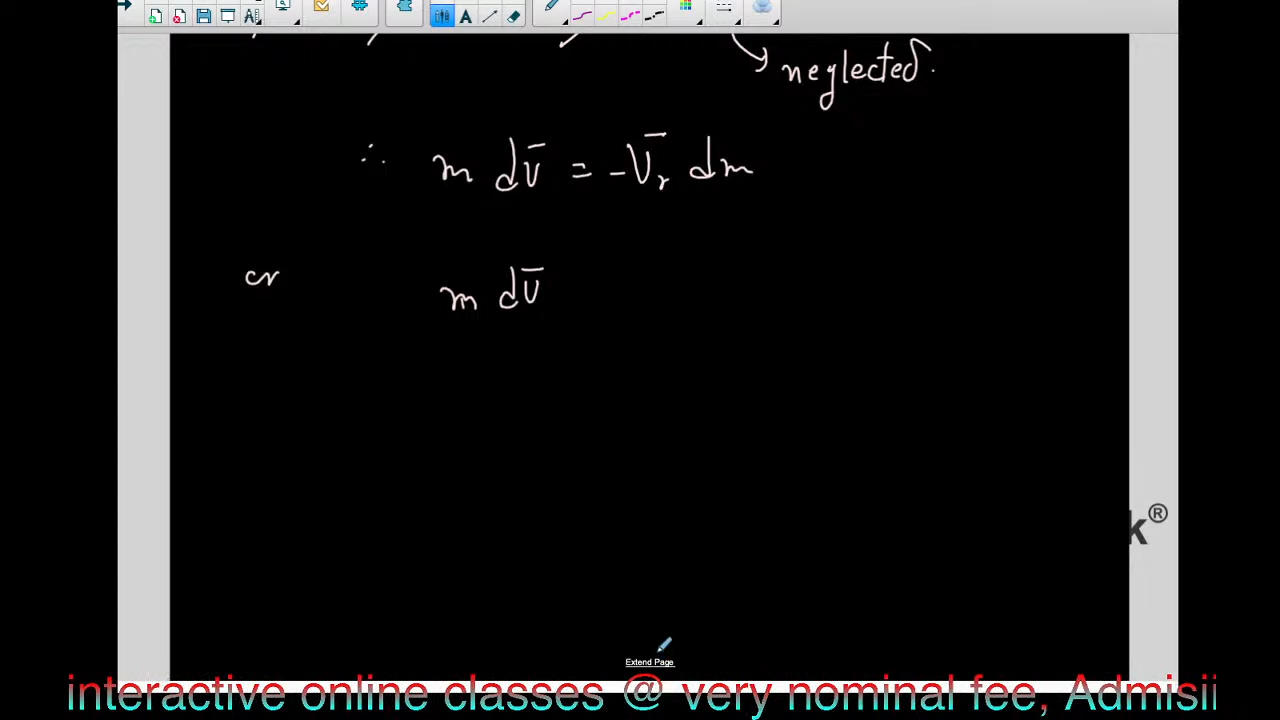 neglected.
∴ m dv̄ = -v̄r dm
or m dv̄
k®
Extend Page
interactive online classes @ very nominal fee, Admisii